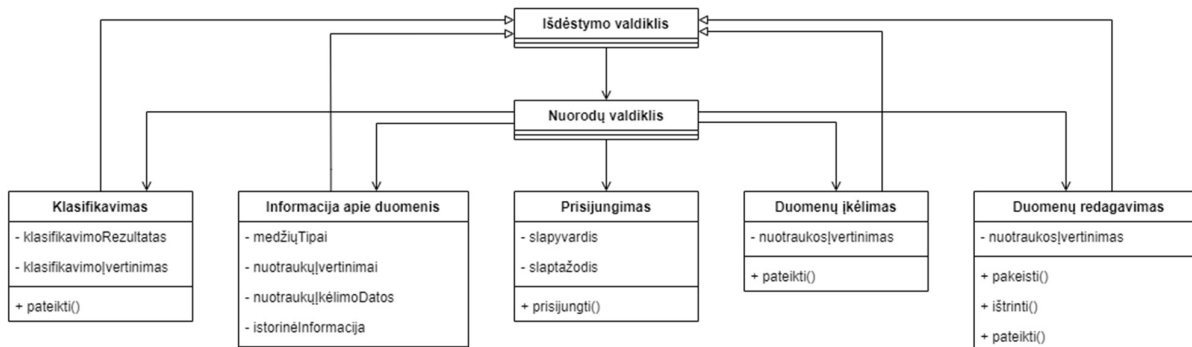 Išdėstymo valdiklis
Nuorodų valdiklis
Klasifikavimas
- klasifikavimoRezultatas
- klasifikavimoĮvertinimas
+ pateikti()
Informacija apie duomenis
- medžiųTipai
- nuotraukųĮvertinimai
- nuotraukųĮkėlimoDatos
- istorinėInformacija
Prisijungimas
- slapyvardis
- slaptažodis
+ prisijungti()
Duomenų įkėlimas
- nuotraukosĮvertinimas
+ pateikti()
Duomenų redagavimas
- nuotraukosĮvertinimas
+ pakeisti()
+ ištrinti()
+ pateikti()